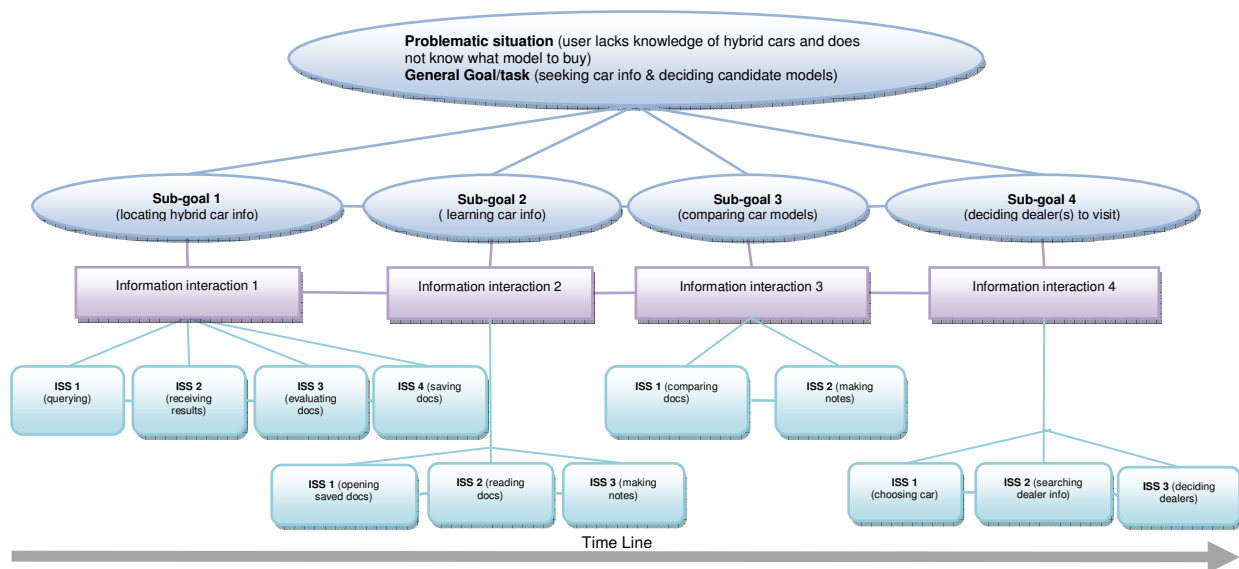 Problematic situation (user lacks knowledge of hybrid cars and does
not know what model to buy)
General Goal/task (seeking car info & deciding candidate models)
Sub-goal 1
(locating hybrid car info)
Sub-goal 2
( learning car info)
Sub-goal 3
(comparing car models)
Sub-goal 4
(deciding dealer(s) to visit)
Information interaction 1
Information interaction 2
Information interaction 3
Information interaction 4
ISS 1
(querying)
ISS 2
(receiving
results)
ISS 3
(evaluating
docs)
ISS 4 (saving
docs)
ISS 1 (comparing
docs)
ISS 2 (making
notes)
ISS 1 (opening
saved docs)
ISS 2 (reading
docs)
ISS 3 (making
notes)
ISS 1
(choosing car)
ISS 2 (searching
dealer info)
ISS 3 (deciding
dealers)
Time Line